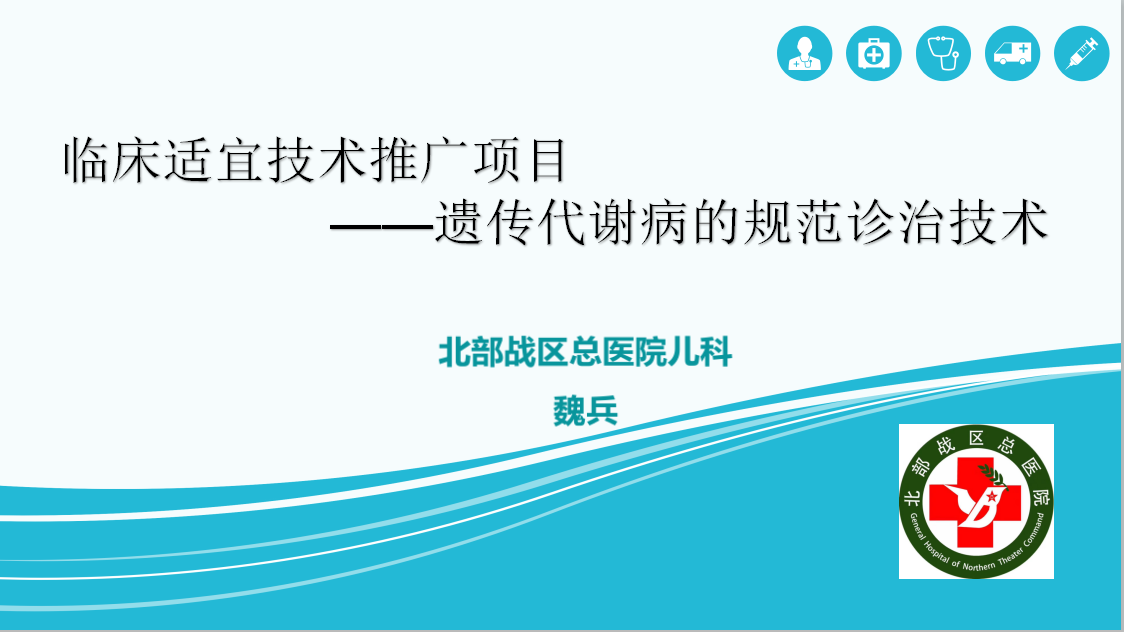 临床适宜技术推广项目
——遗传代谢病的规范诊治技术
北部战区总医院儿科
魏兵
北部战区总医院
General Hospital of Northern Theater Command